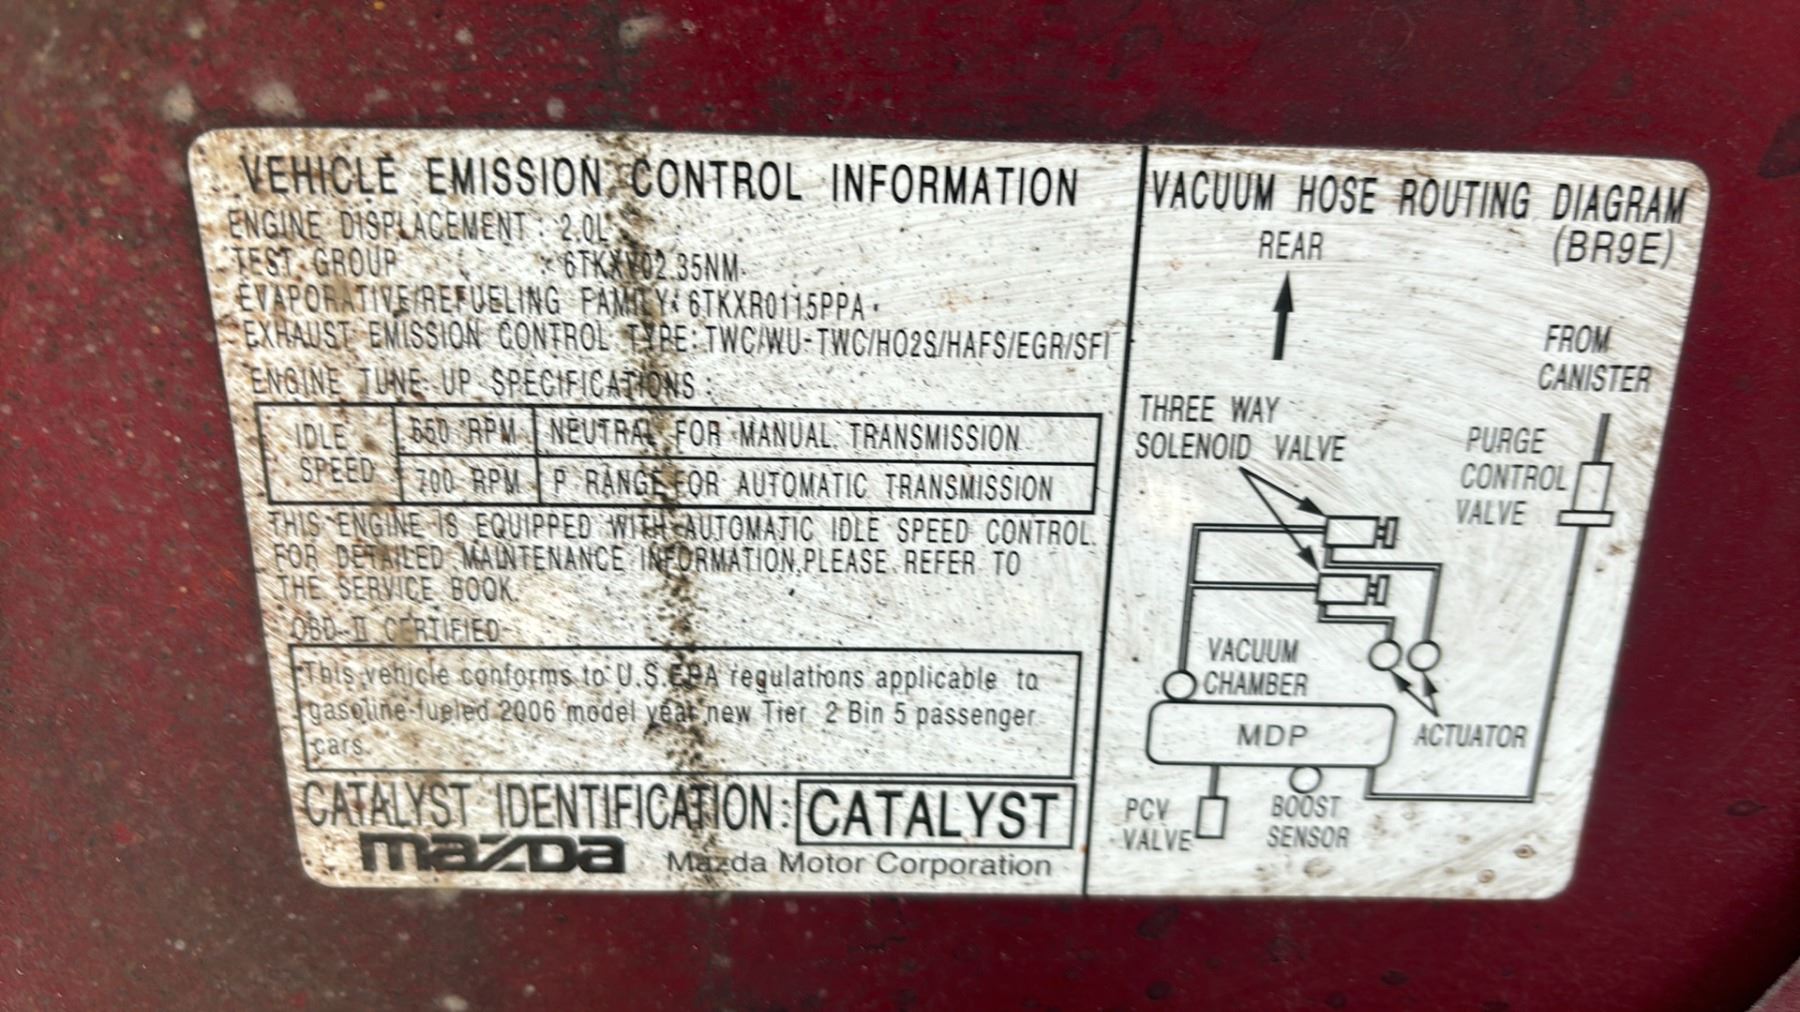 VEHICLE EMISSION CONTROL INFORMATION
ENGINE DISPLACEMENT : 2.0L
TEST GROUP : 6TKXV02.35NM
EVAPORATIVE/REFUELING FAMILY: 6TKXR0115PPA
EXHAUST EMISSION CONTROL TYPE: TWC/WU-TWC/HO2S/HAFS/EGR/SFI
ENGINE TUNE-UP SPECIFICATIONS :
IDLE SPEED
650 RPM NEUTRAL FOR MANUAL TRANSMISSION
700 RPM P RANGE FOR AUTOMATIC TRANSMISSION
THIS ENGINE IS EQUIPPED WITH AUTOMATIC IDLE SPEED CONTROL.
FOR DETAILED MAINTENANCE INFORMATION,PLEASE REFER TO
THE SERVICE BOOK.
OBD-II CERTIFIED
This vehicle conforms to U.S.EPA regulations applicable to
gasoline-fueled 2006 model year new Tier 2 Bin 5 passenger
cars.
CATALYST IDENTIFICATION: CATALYST
mazda Mazda Motor Corporation
VACUUM HOSE ROUTING DIAGRAM
(BR9E)
REAR
FROM
CANISTER
THREE WAY
SOLENOID VALVE
PURGE
CONTROL
VALVE
VACUUM
CHAMBER
MDP
ACTUATOR
PCV
VALVE
BOOST
SENSOR